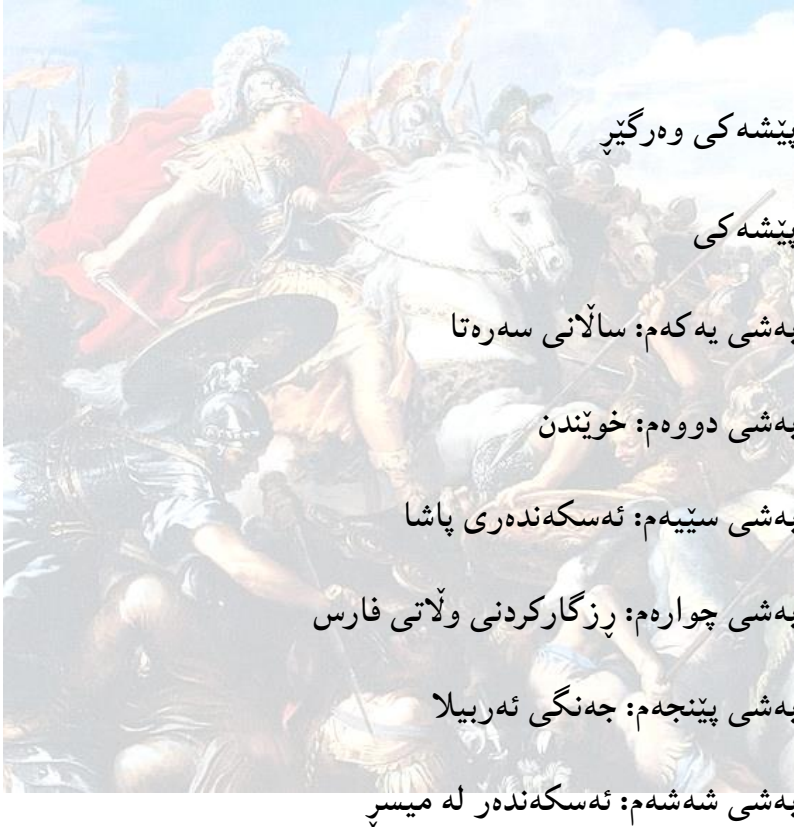 پێشەکی وەرگێڕ
پێشەکی
بەشی یەکەم: ساڵانی سەرەتا
بەشی دووەم: خوێندن
بەشی سێیەم: ئەسکەندەری پاشا
بەشی چوارەم: ڕزگارکردنی وڵاتی فارس
بەشی پێنجەم: جەنگی ئەربیلا
بەشی شەشەم: ئەسکەندەر لە میسڕ